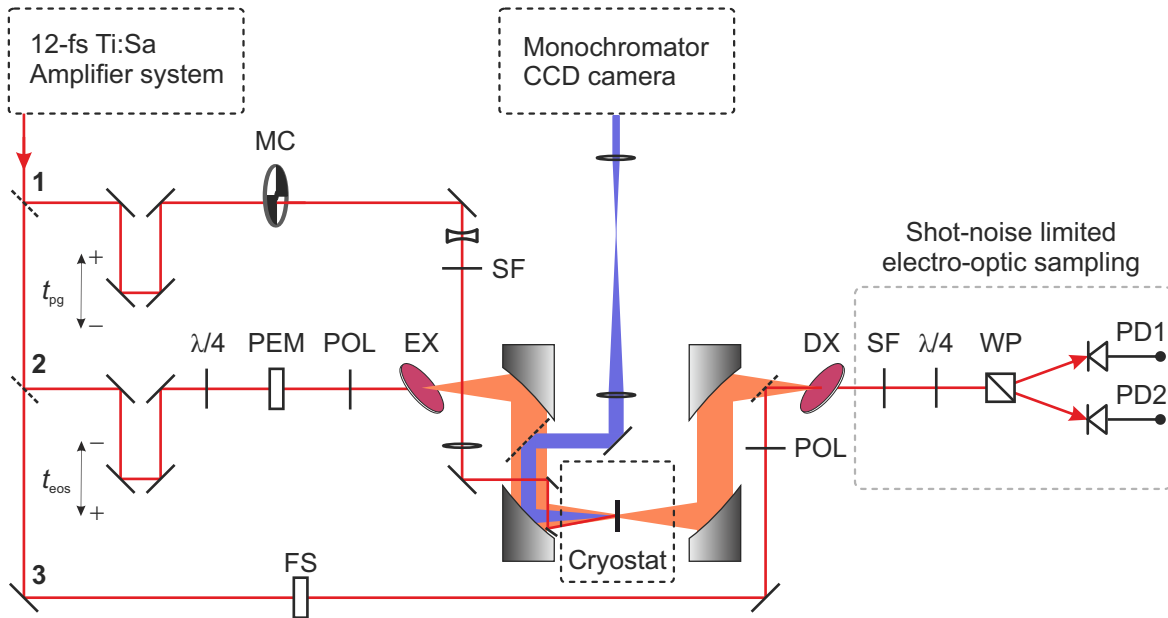 12-fs Ti:Sa
Amplifier system
Monochromator
CCD camera
MC
1
SF
Shot-noise limited
electro-optic sampling
+
t_pg
−
2
λ/4
PEM
POL
EX
DX
SF
λ/4
WP
PD1
PD2
−
t_eos
+
POL
Cryostat
3
FS